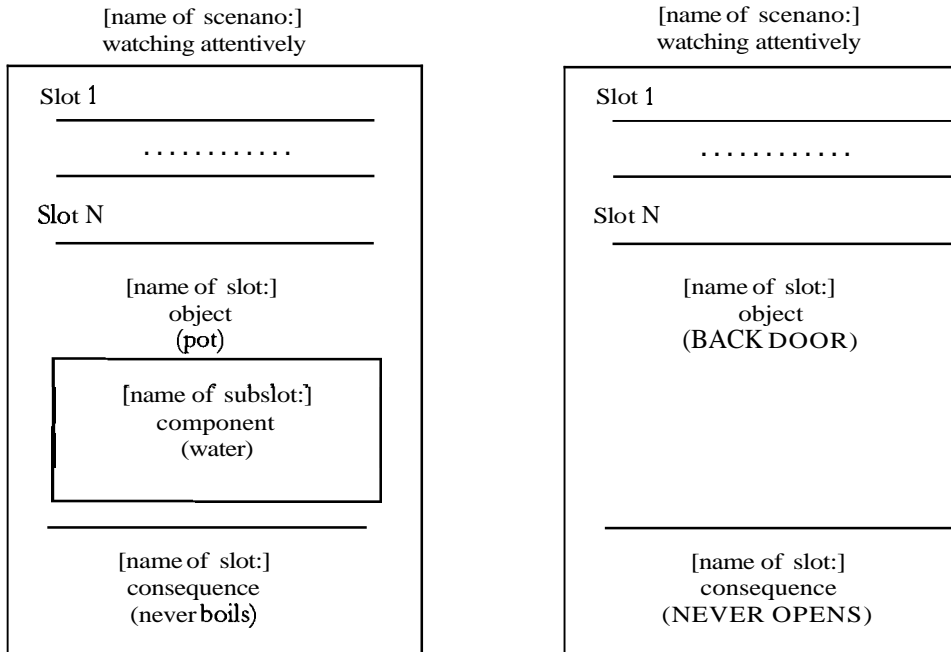 [name of scenano:]
watching attentively
Slot 1
............
Slot N
[name of slot:]
object
(pot)
[name of subslot:]
component
(water)
[name of slot:]
consequence
(never boils)
[name of scenano:]
watching attentively
Slot 1
............
Slot N
[name of slot:]
object
(BACK DOOR)
[name of slot:]
consequence
(NEVER OPENS)